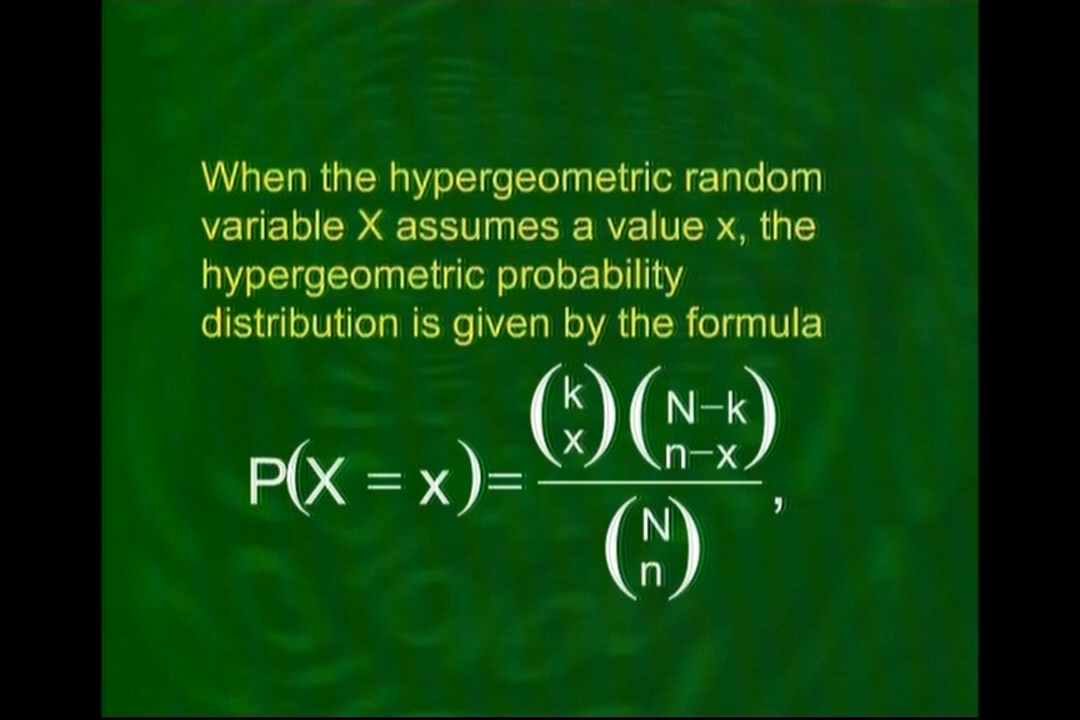 When the hypergeometric random
variable X assumes a value x, the
hypergeometric probability
distribution is given by the formula
k N−k
x n−x
P(X = x)= ,
N
n